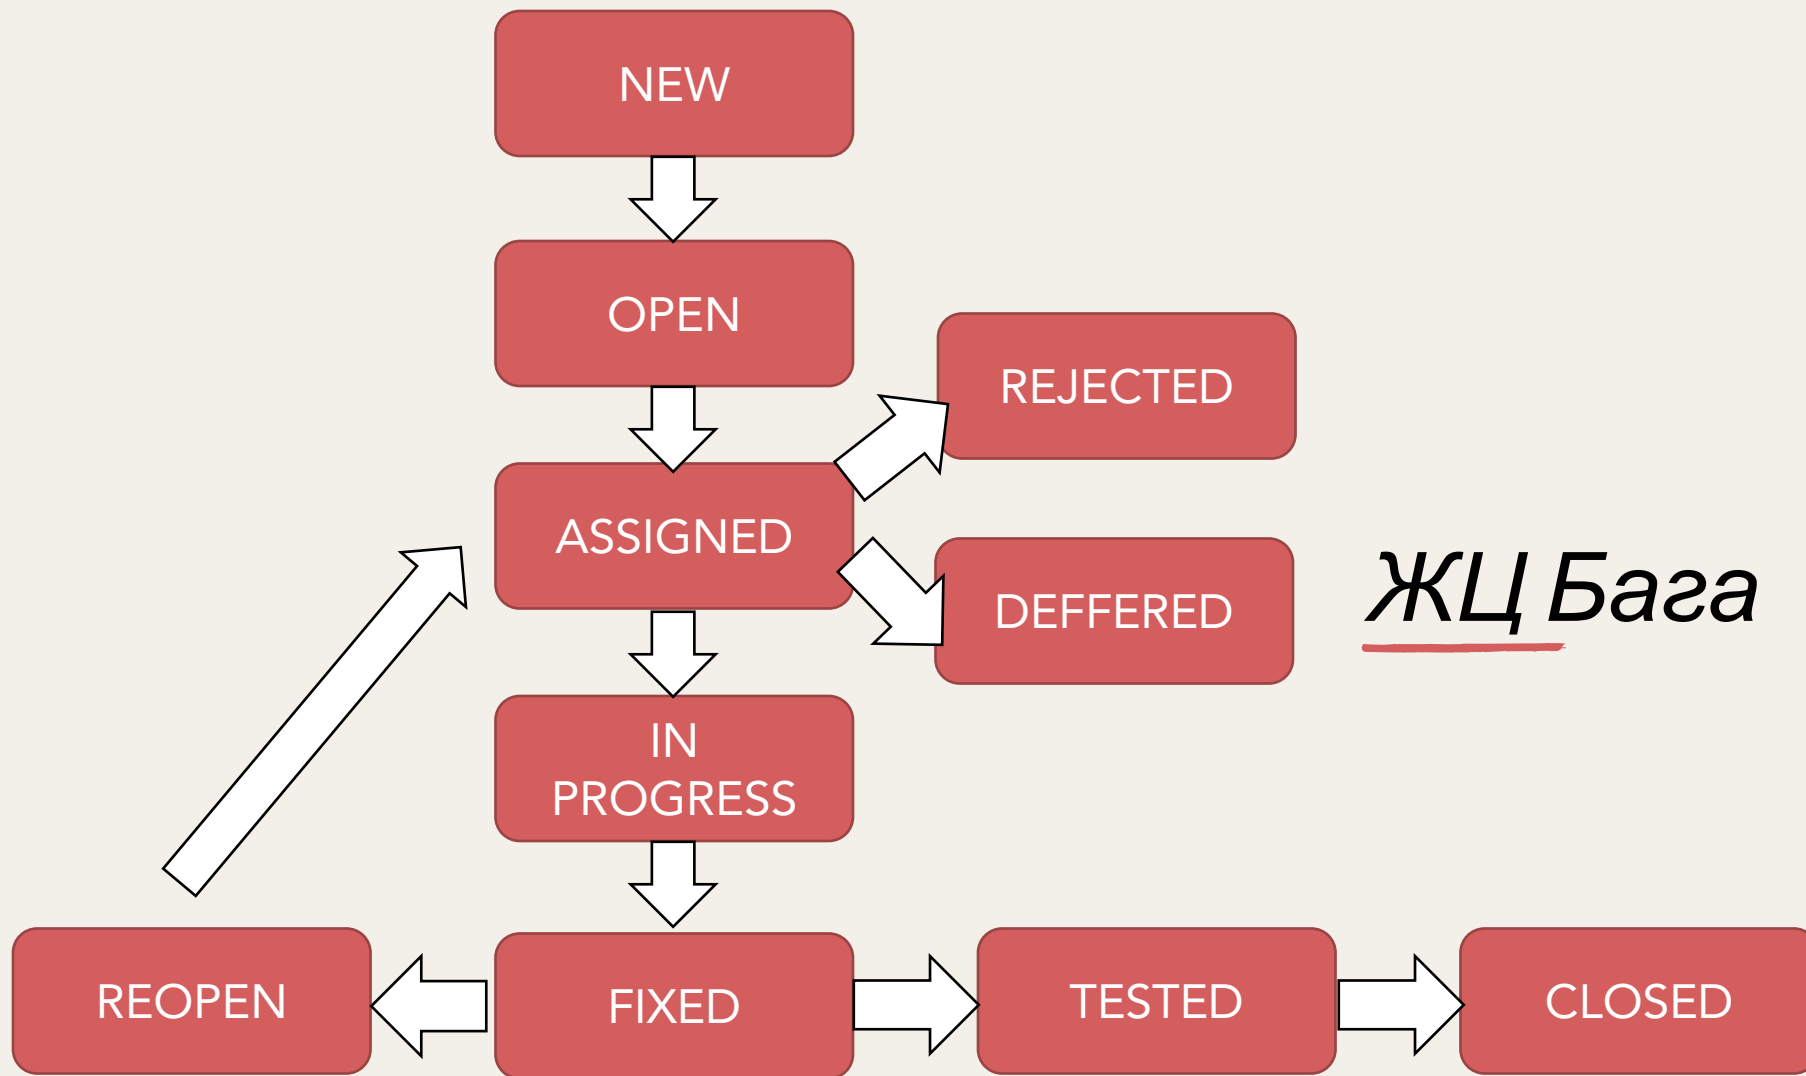 NEW
OPEN
REJECTED
ASSIGNED
DEFFERED
ЖЦ Бага
IN
PROGRESS
REOPEN
FIXED
TESTED
CLOSED